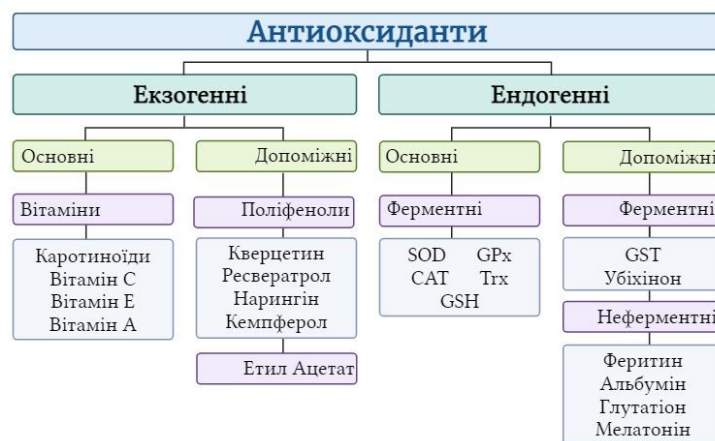 Антиоксиданти
Екзогенні
Ендогенні
Основні
Допоміжні
Основні
Допоміжні
Вітаміни
Поліфеноли
Ферментні
Ферментні
Каротиноїди
Вітамін С
Вітамін Е
Вітамін А
Кверцетин
Ресвератрол
Нарингін
Кемпферол
Етил Ацетат
SOD GPx
CAT Trx
GSH
GST
Убіхінон
Неферментні
Феритин
Альбумін
Глутатіон
Мелатонін